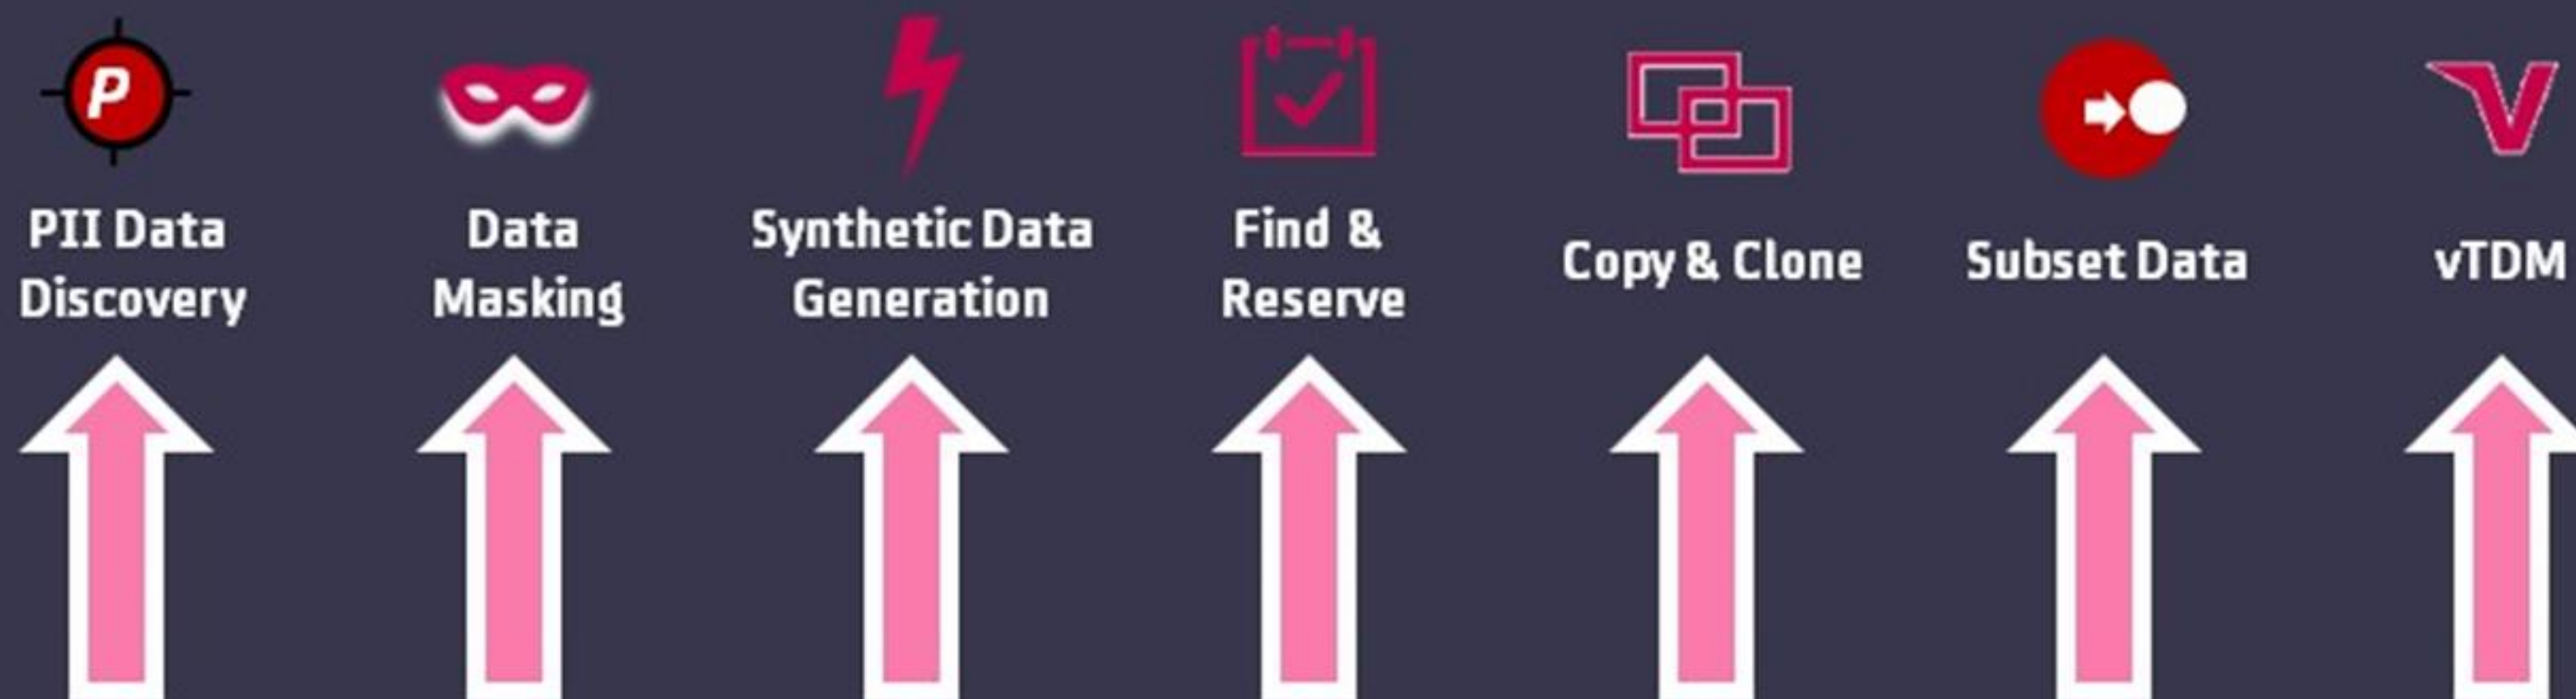 P
PII Data
Discovery
Data
Masking
Synthetic Data
Generation
Find &
Reserve
Copy & Clone
Subset Data
V
vTDM